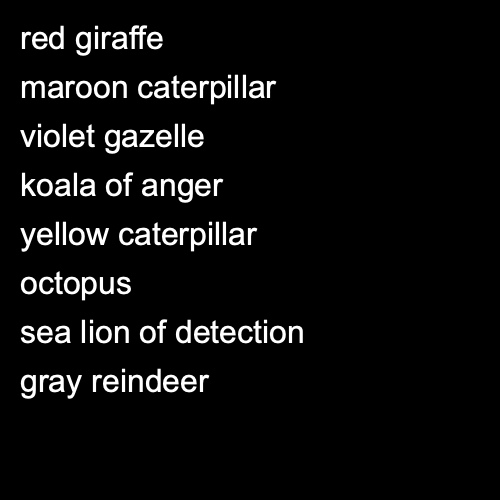 red giraffe
maroon caterpillar
violet gazelle
koala of anger
yellow caterpillar
octopus
sea lion of detection
gray reindeer